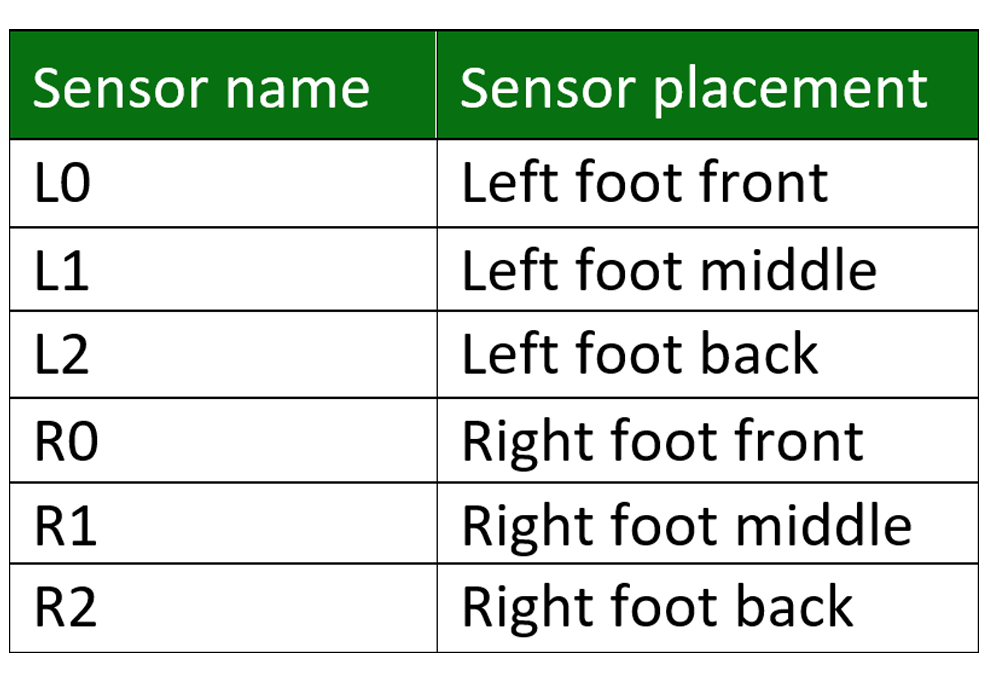 Sensor name Sensor placement
L0 Left foot front
L1 Left foot middle
L2 Left foot back
R0 Right foot front
R1 Right foot middle
R2 Right foot back